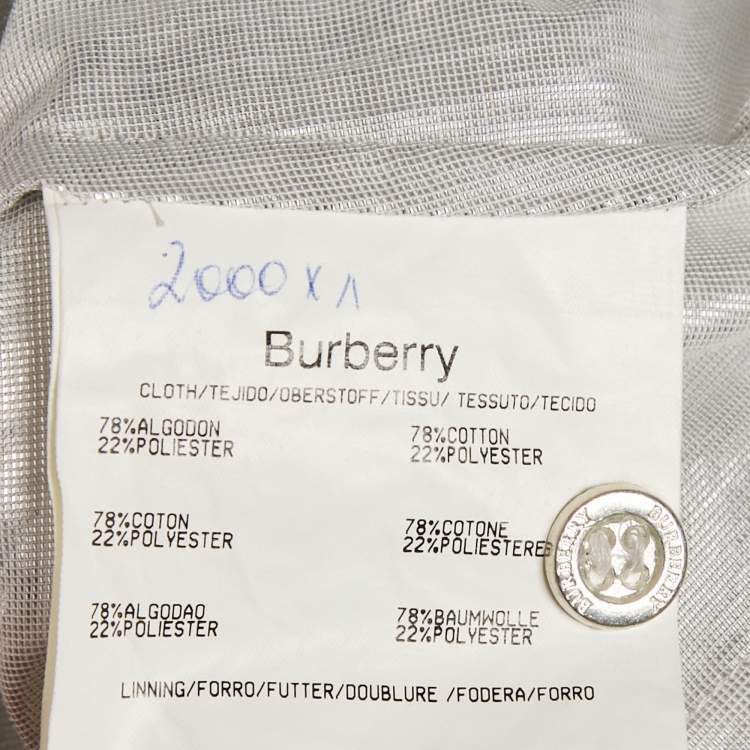 2000 x 1
Burberry
CLOTH/TEJIDO/OBERSTOFF/TISSU/ TESSUTO/TECIDO
78%ALGODON
22%POLIESTER
78%COTTON
22%POLYESTER
78%COTON
22%POLYESTER
78%COTONE
22%POLIESTERE
78%ALGODAO
22%POLIESTER
78%BAUMWOLLE
22%POLYESTER
LINNING/FORRO/FUTTER/DOUBLURE /FODERA/FORRO
BURBERRY BURBERRY